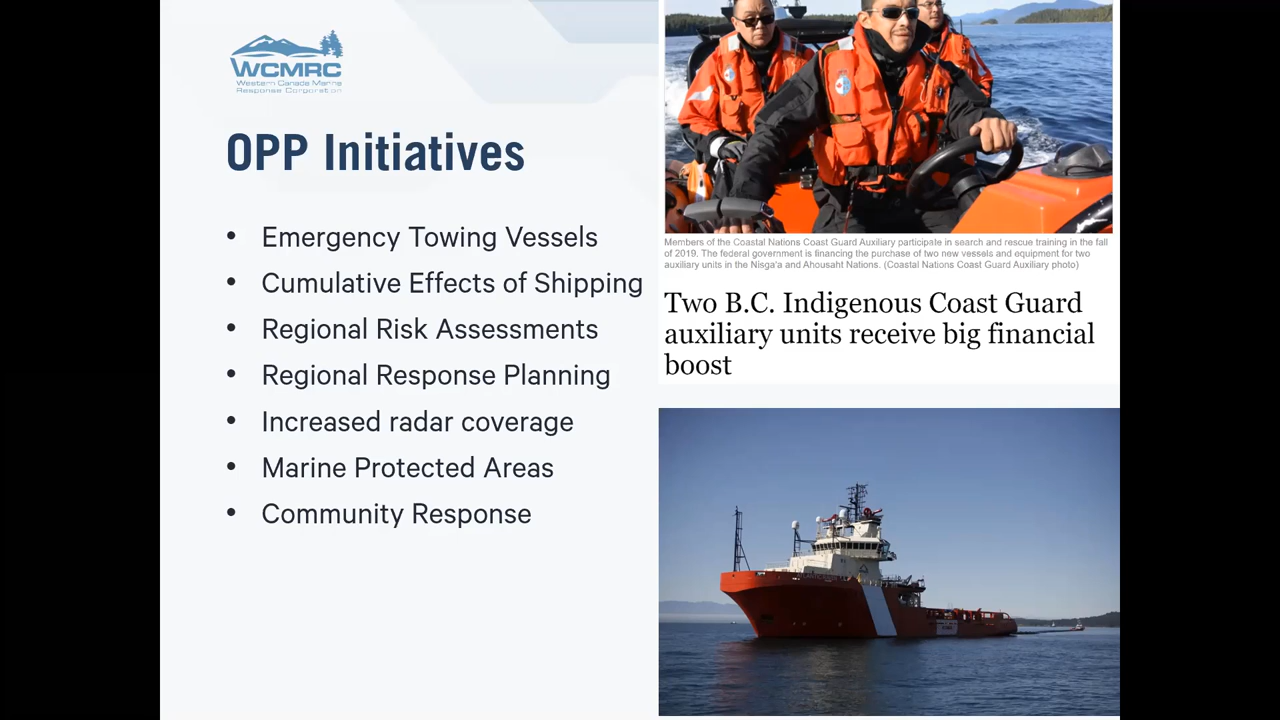 WCMRC
Western Canada Marine
Response Corporation
OPP Initiatives
• Emergency Towing Vessels
• Cumulative Effects of Shipping
• Regional Risk Assessments
• Regional Response Planning
• Increased radar coverage
• Marine Protected Areas
• Community Response
Members of the Coastal Nations Coast Guard Auxiliary participate in search and rescue training in the fall
of 2019. The federal government is financing the purchase of two new vessels and equipment for two
auxiliary units in the Nisga'a and Ahousaht Nations. (Coastal Nations Coast Guard Auxiliary photo)
Two B.C. Indigenous Coast Guard
auxiliary units receive big financial
boost